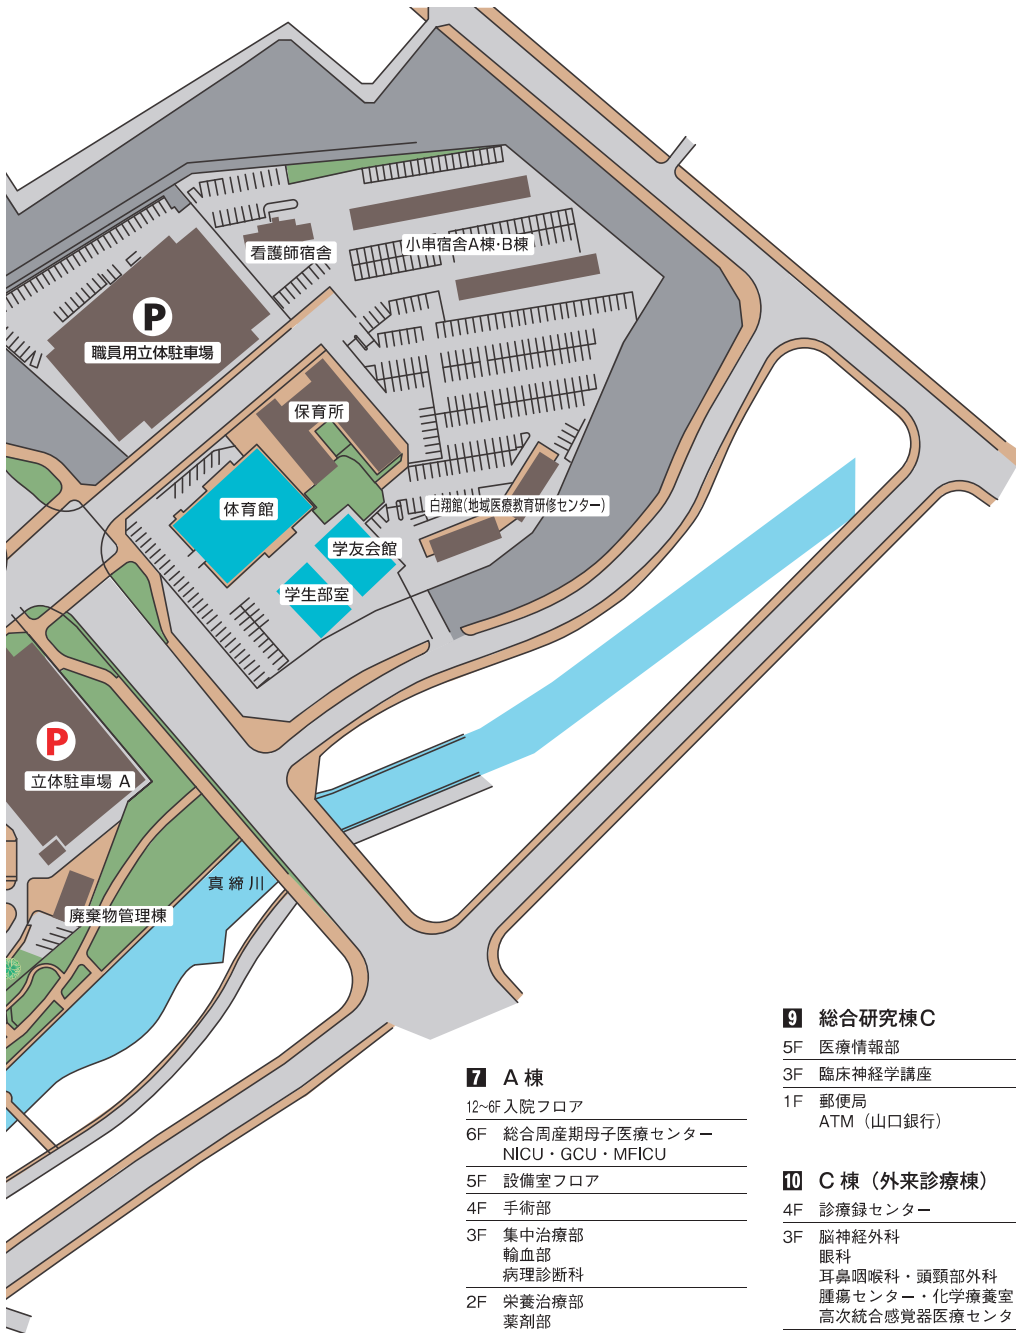 看護師宿舎
小串宿舎A棟・B棟
P
職員用立体駐車場
保育所
体育館
白翔館(地域医療教育研修センター)
学友会館
学生部室
P
立体駐車場 A
真締川
廃棄物管理棟
7 A 棟
12~6F 入院フロア
6F 総合周産期母子医療センター
NICU・GCU・MFICU
5F 設備室フロア
4F 手術部
3F 集中治療部
輸血部
病理診断科
2F 栄養治療部
薬剤部
9 総合研究棟C
5F 医療情報部
3F 臨床神経学講座
1F 郵便局
ATM（山口銀行）
10 C 棟（外来診療棟）
4F 診療録センター
3F 脳神経外科
眼科
耳鼻咽喉科・頭頸部外科
腫瘍センター・化学療養室
高次統合感覚器医療センタ